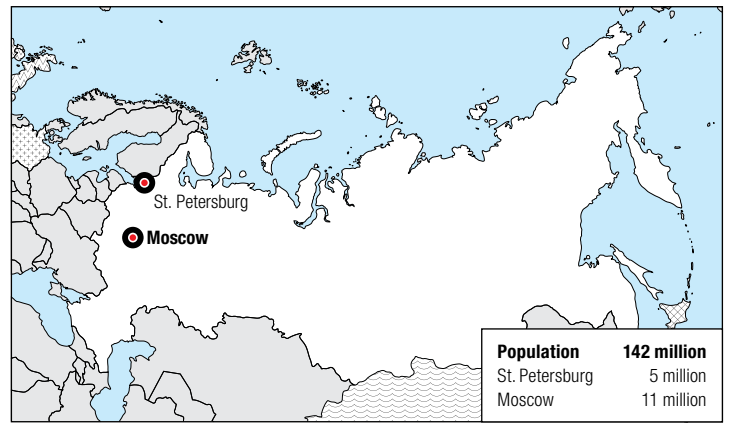 St. Petersburg
Moscow
Population 142 million
St. Petersburg 5 million
Moscow 11 million